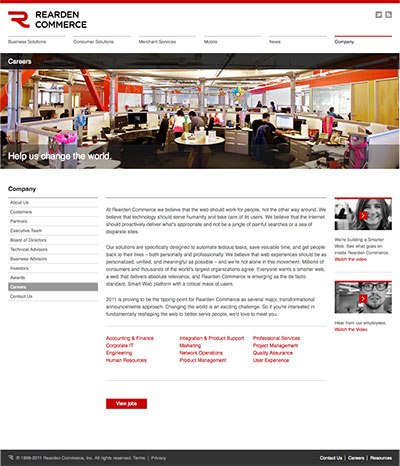 REARDEN
COMMERCE
Business Solutions
Consumer Solutions
Merchant Services
Mobile
News
Company
Careers
Help us change the world.
Company
About Us
Customers
Partners
Executive Team
Board of Directors
Technical Advisors
Business Advisors
Investors
Awards
Careers
Contact Us
At Rearden Commerce we believe that the web should work for people, not the other way around. We
believe that technology should serve humanity and take care of its users. We believe that the internet
should proactively deliver what's appropriate and not be a jungle of painful searches or a sea of
disparate sites.
Our solutions are specifically designed to automate tedious tasks, save valuable time, and get people
back to their lives – both personally and professionally. We believe that web experiences should be as
personalized, unified, and meaningful as possible – and we're not alone in this movement. Millions of
consumers and thousands of the world's largest organizations agree. Everyone wants a smarter web,
a web that delivers absolute relevance, and Rearden Commerce is emerging as the de facto
standard, Smart Web platform with a critical mass of users.
2011 is proving to be the tipping-point for Rearden Commerce as several major, transformational
announcements approach. Changing the world is an exciting challenge. So if you're interested in
fundamentally reshaping the web to better serve people, we'd love to meet you.
Accounting & Finance
Corporate IT
Engineering
Human Resources
Integration & Product Support
Marketing
Network Operations
Product Management
Professional Services
Project Management
Quality Assurance
User Experience
View jobs
We're building a Smarter
Web. See what goes on
inside Rearden Commerce.
Watch the video
Hear from our employees.
Watch the Video
© 1999-2011 Rearden Commerce, Inc. All rights reserved. Terms | Privacy
Contact Us | Careers | Resources